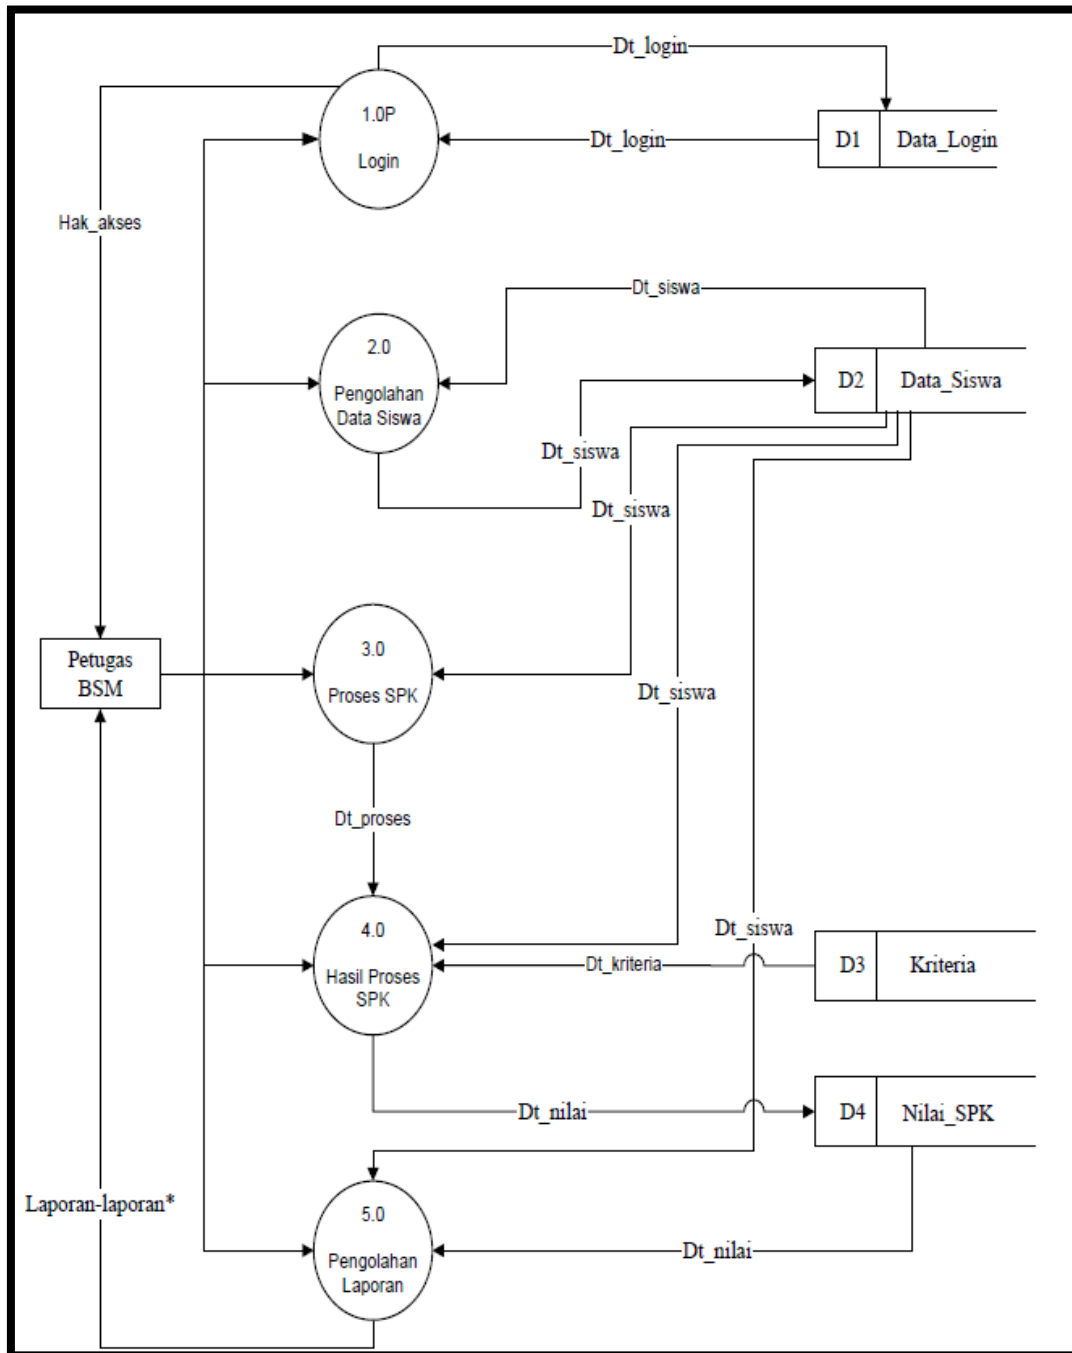 Dt_login
1.0P
Login
Dt_login
D1
Data_Login
Hak_akses
Dt_siswa
2.0
Pengolahan
Data Siswa
D2
Data_Siswa
Dt_siswa
Dt_siswa
3.0
Proses SPK
Petugas
BSM
Dt_siswa
Dt_proses
4.0
Hasil Proses
SPK
Dt_siswa
Dt_kriteria
D3
Kriteria
Dt_nilai
D4
Nilai_SPK
Laporan-laporan*
5.0
Pengolahan
Laporan
Dt_nilai